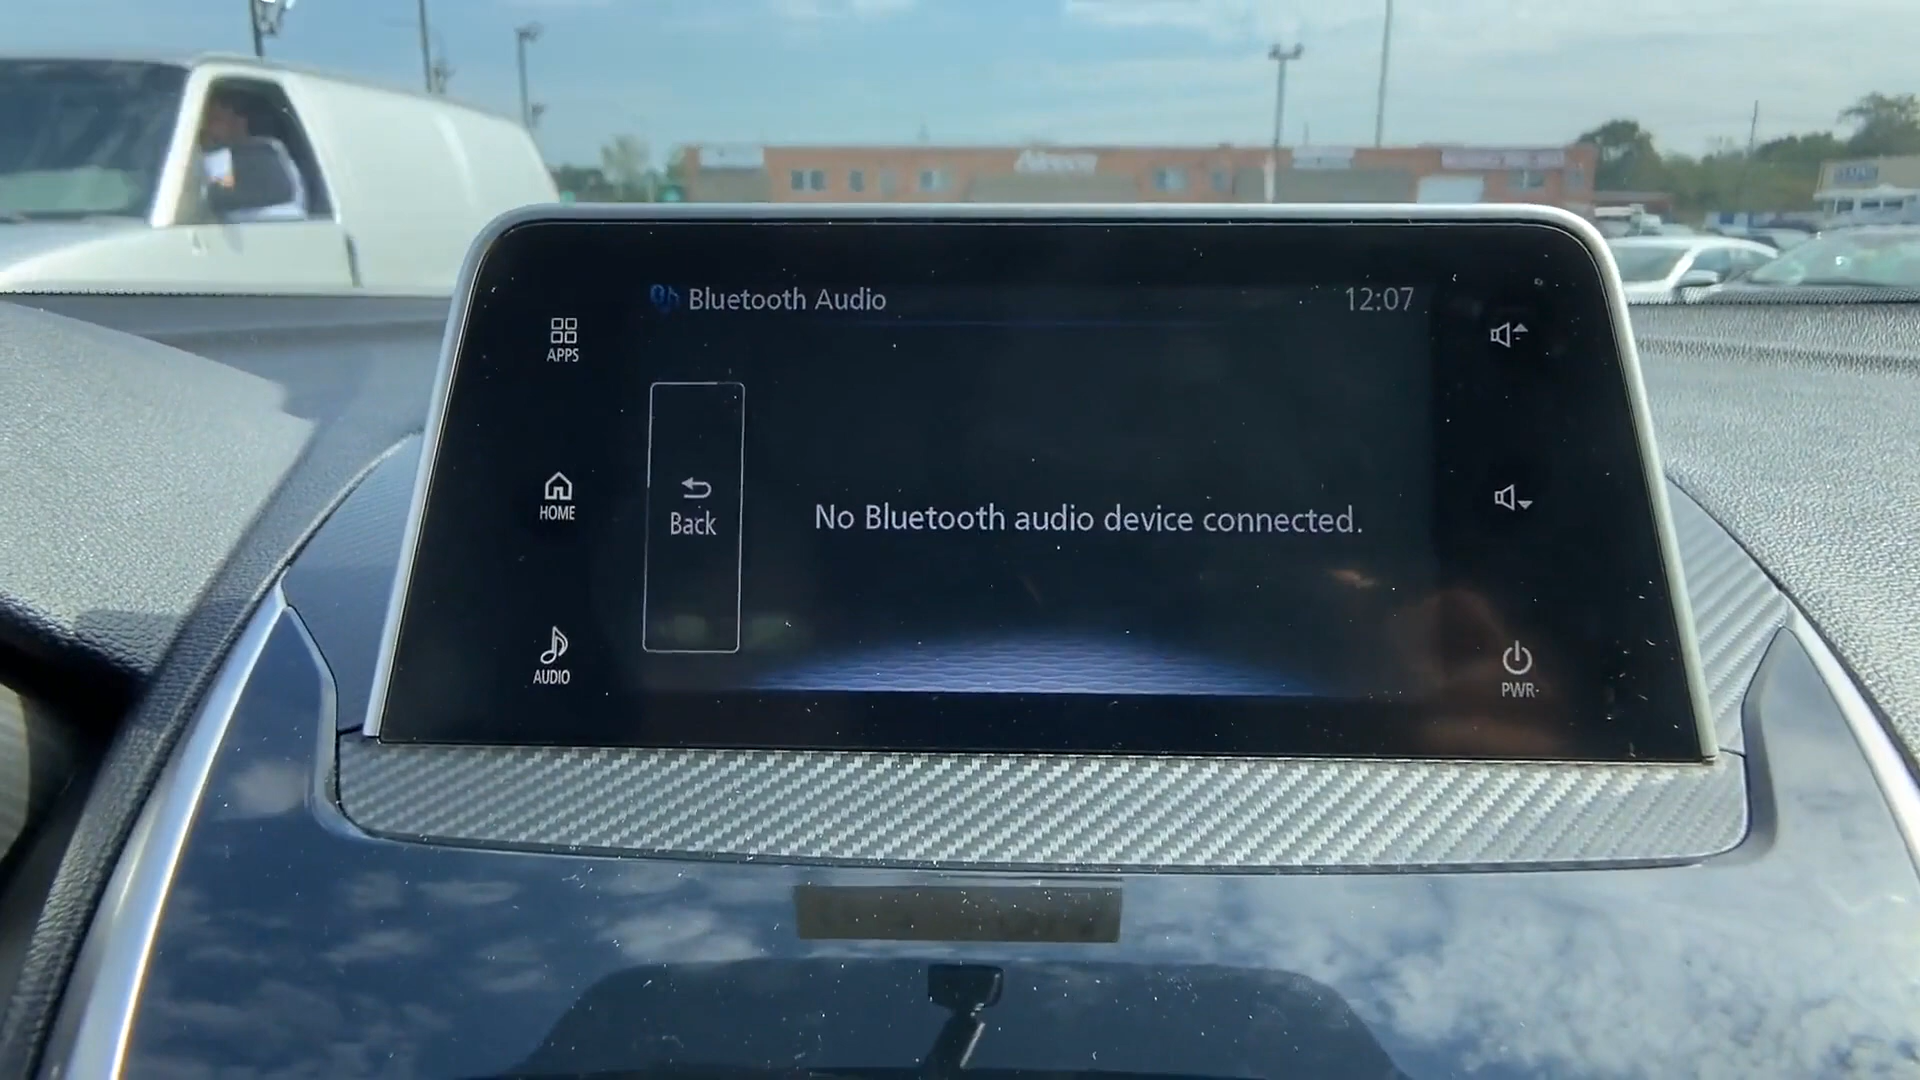 Bluetooth Audio
12:07
APPS
HOME
Back
No Bluetooth audio device connected.
AUDIO
PWR